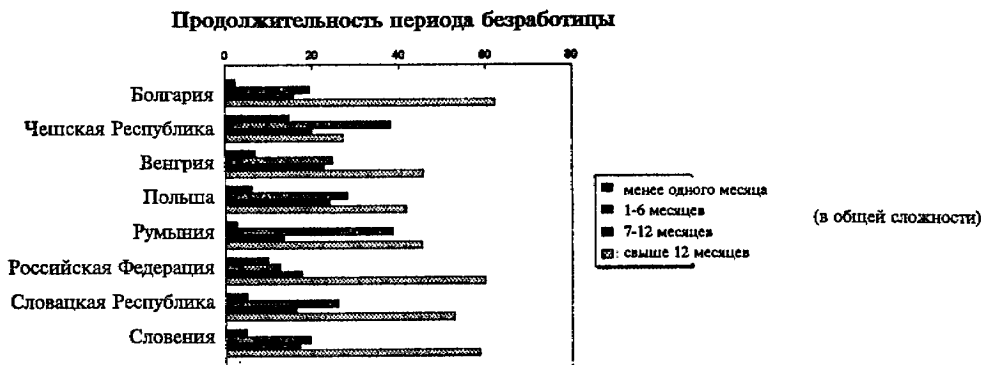 Продолжительность периода безработицы
0 20 40 60 80
Болгария
Чешская Республика
Венгрия
Польша
Румыния
Российская Федерация
Словацкая Республика
Словения
менее одного месяца
1-6 месяцев
7-12 месяцев
свыше 12 месяцев
(в общей сложности)